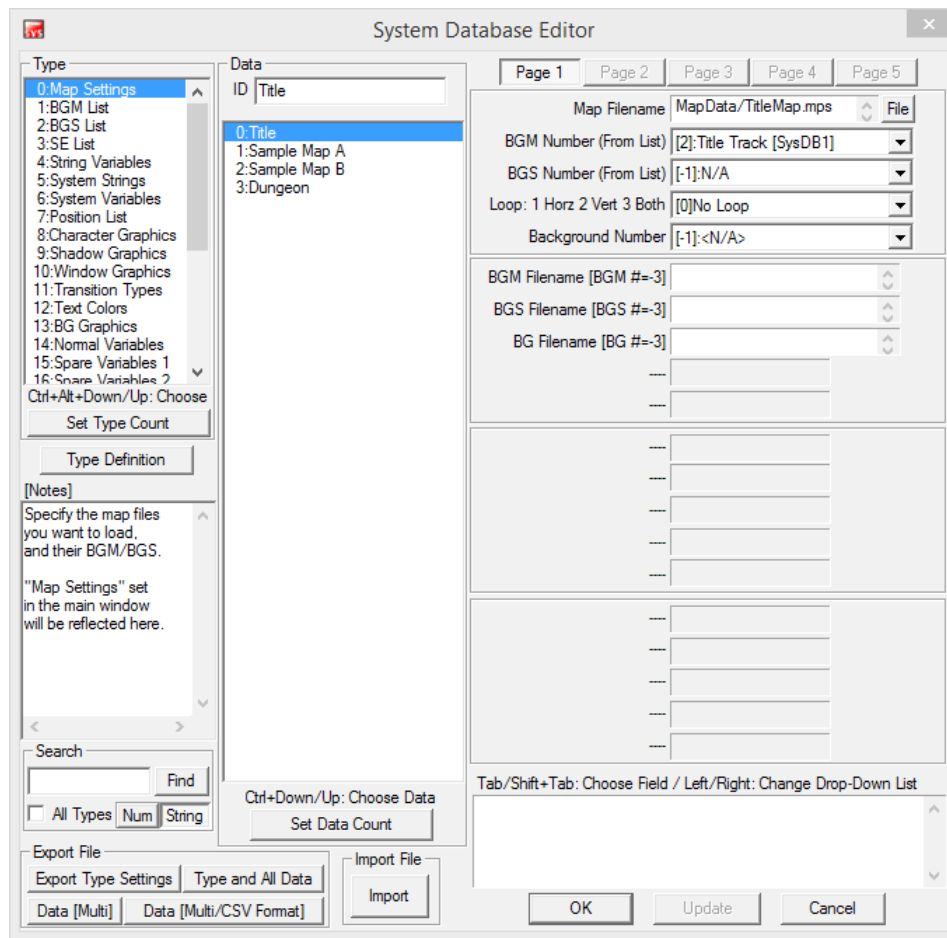 SYS
System Database Editor
Type
0:Map Settings
1:BGM List
2:BGS List
3:SE List
4:String Variables
5:System Strings
6:System Variables
7:Position List
8:Character Graphics
9:Shadow Graphics
10:Window Graphics
11:Transition Types
12:Text Colors
13:BG Graphics
14:Normal Variables
15:Spare Variables 1
16:Spare Variables 2
Ctrl+Alt+Down/Up: Choose
Set Type Count
Type Definition
[Notes]
Specify the map files
you want to load,
and their BGM/BGS.
"Map Settings" set
in the main window
will be reflected here.
Search
Find
All Types Num String
Export File
Export Type Settings Type and All Data
Data [Multi] Data [Multi/CSV Format]
Data
ID Title
0:Title
1:Sample Map A
2:Sample Map B
3:Dungeon
Ctrl+Down/Up: Choose Data
Set Data Count
Import File
Import
Page 1 Page 2 Page 3 Page 4 Page 5
Map Filename MapData/TitleMap.mps File
BGM Number (From List) [2]:Title Track [SysDB1]
BGS Number (From List) [-1]:N/A
Loop: 1 Horz 2 Vert 3 Both [0]No Loop
Background Number [-1]:<N/A>
BGM Filename [BGM #=-3]
BGS Filename [BGS #=-3]
BG Filename [BG #=-3]
----
----
----
----
----
----
----
----
----
----
----
----
Tab/Shift+Tab: Choose Field / Left/Right: Change Drop-Down List
OK Update Cancel